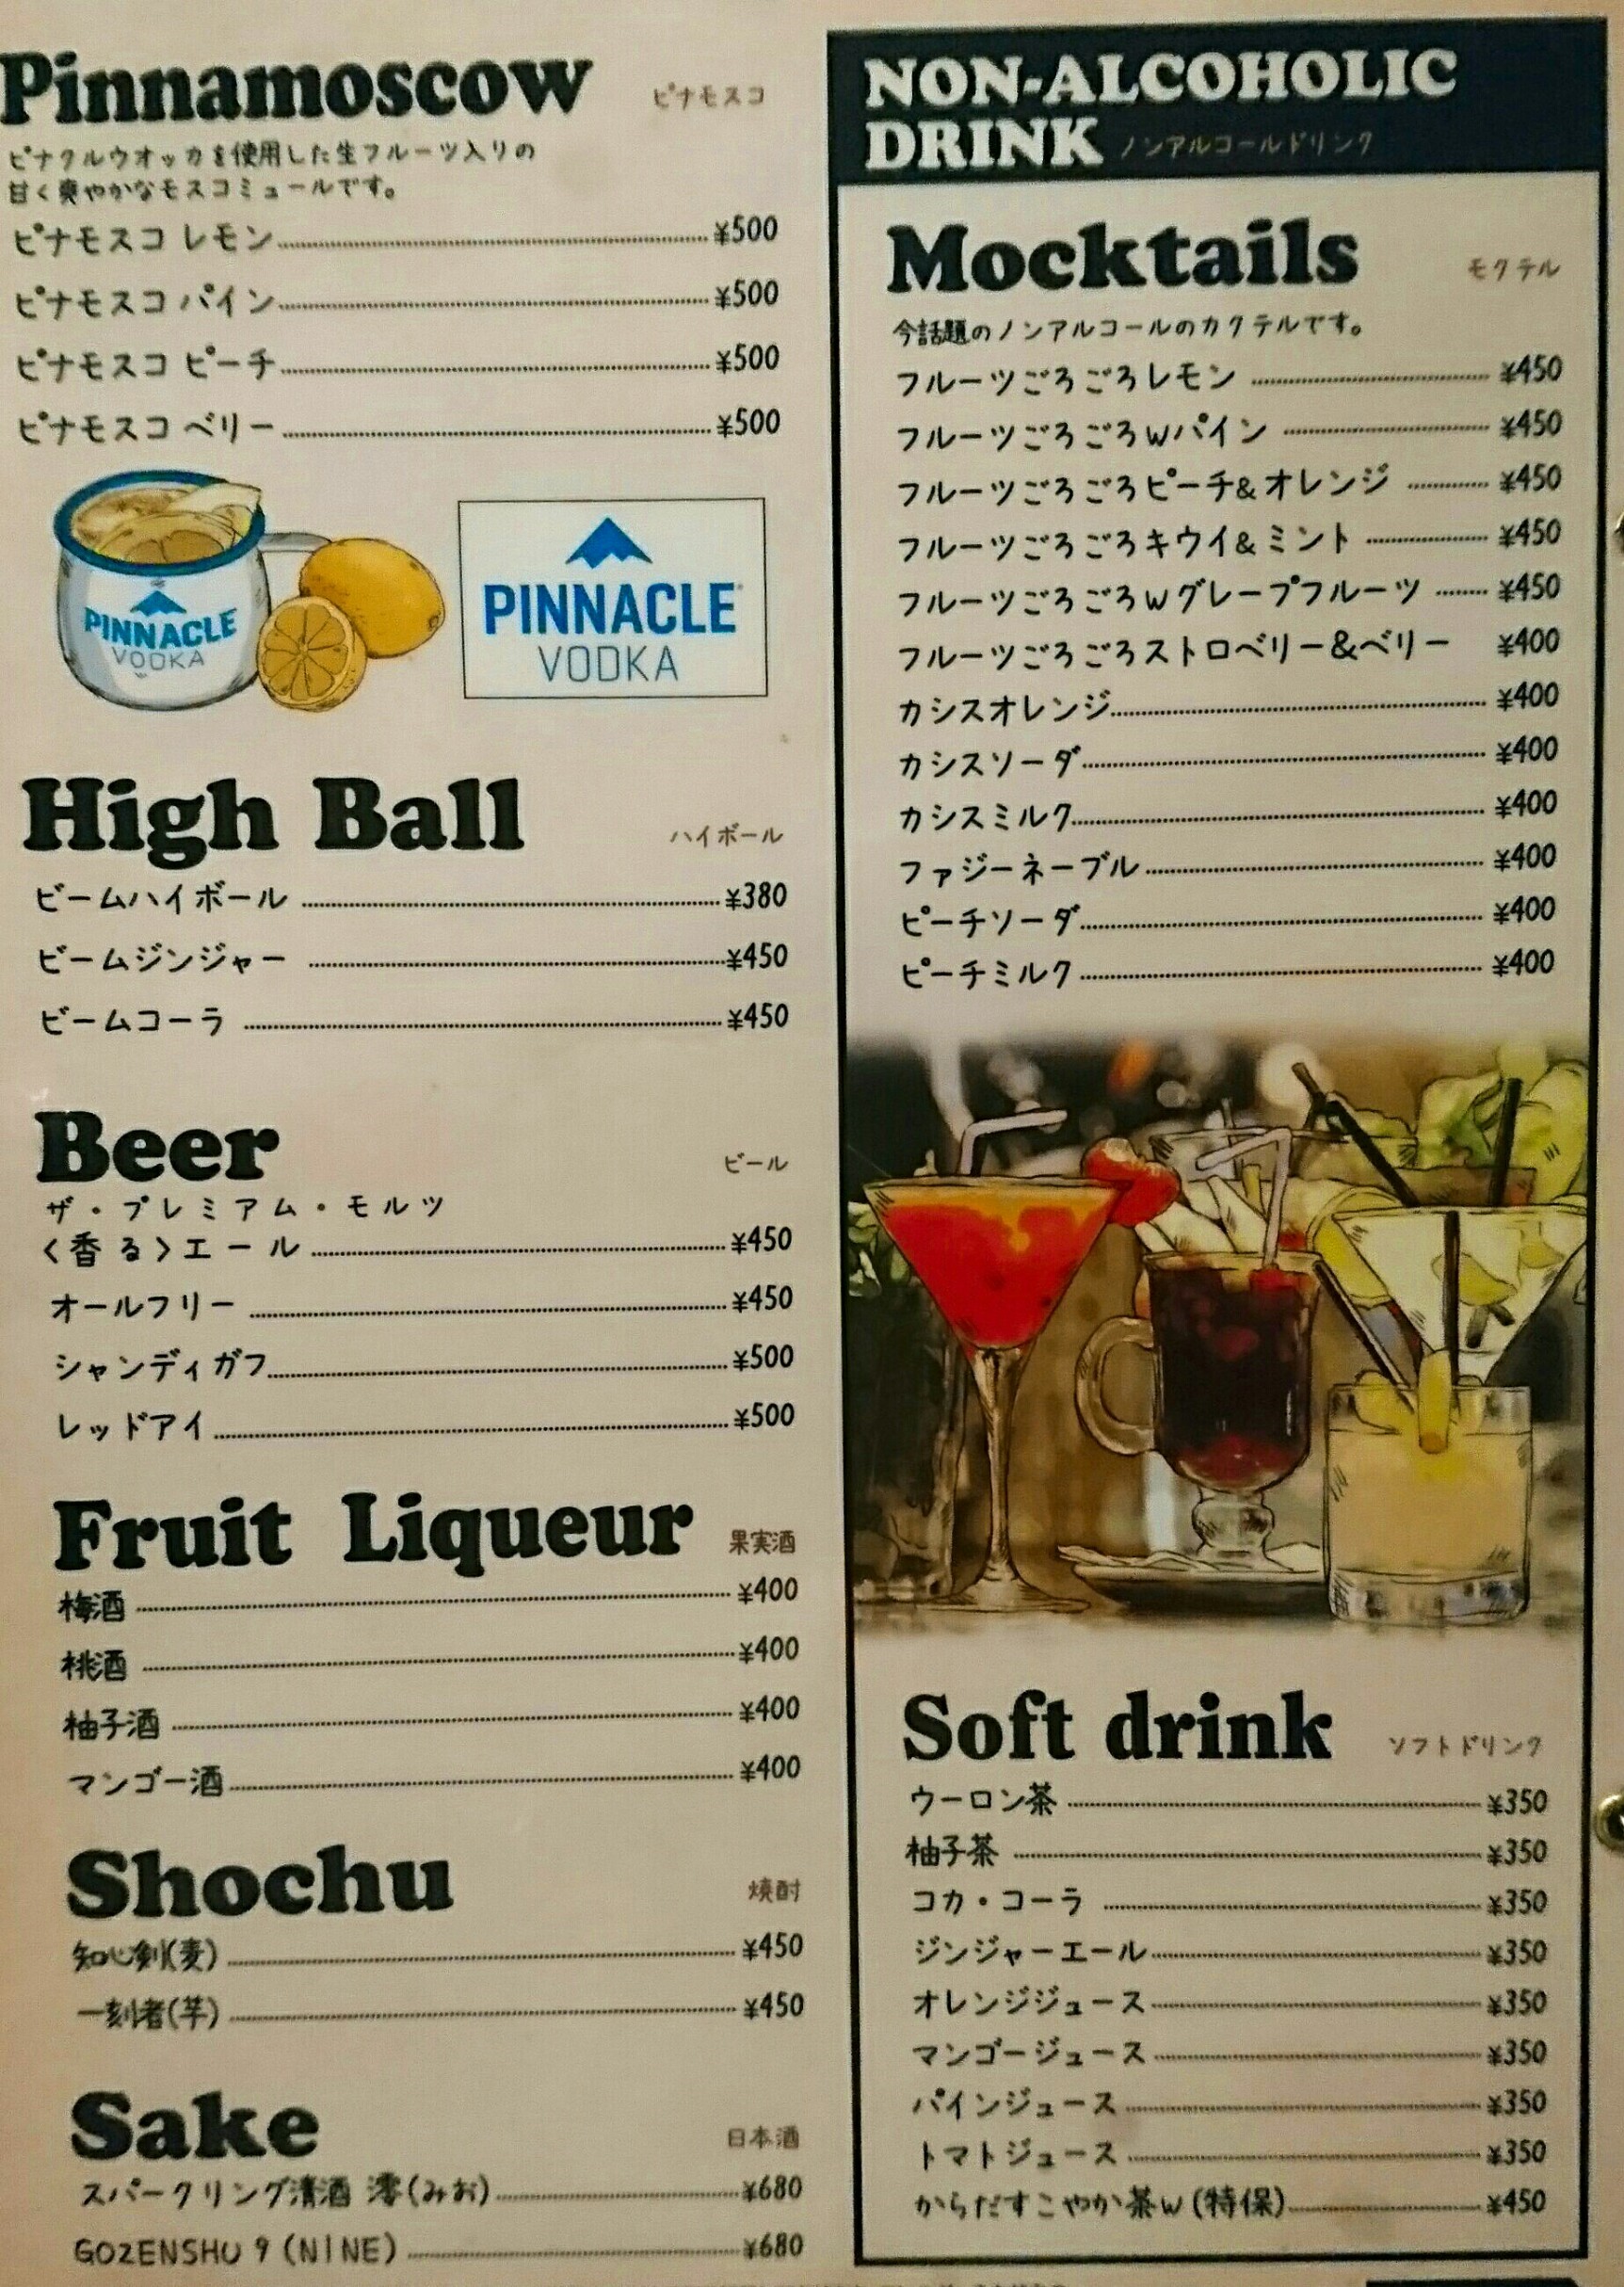 Pinnamoscow ピナモスコ
ピナクルウオッカを使用した生フルーツ入りの
甘く爽やかなモスコミュールです。
ピナモスコ レモン ¥500
ピナモスコ パイン ¥500
ピナモスコ ピーチ ¥500
ピナモスコ ベリー ¥500
PINNACLE
VODKA
PINNACLE
VODKA
High Ball ハイボール
ビームハイボール ¥380
ビームジンジャー ¥450
ビームコーラ ¥450
Beer ビール
ザ・プレミアム・モルツ
〈香る〉エール ¥450
オールフリー ¥450
シャンディガフ ¥500
レッドアイ ¥500
Fruit Liqueur 果実酒
梅酒 ¥400
桃酒 ¥400
柚子酒 ¥400
マンゴー酒 ¥400
Shochu 焼酎
知心剣(麦) ¥450
一刻者(芋) ¥450
Sake 日本酒
スパークリング清酒 澪(みお) ¥680
GOZENSHU 9 (NINE) ¥680
NON-ALCOHOLIC
DRINK ノンアルコールドリンク
Mocktails モクテル
今話題のノンアルコールのカクテルです。
フルーツごろごろレモン ¥450
フルーツごろごろWパイン ¥450
フルーツごろごろピーチ&オレンジ ¥450
フルーツごろごろキウイ&ミント ¥450
フルーツごろごろWグレープフルーツ ¥450
フルーツごろごろストロベリー&ベリー ¥400
カシスオレンジ ¥400
カシスソーダ ¥400
カシスミルク ¥400
ファジーネーブル ¥400
ピーチソーダ ¥400
ピーチミルク ¥400
Soft drink ソフトドリンク
ウーロン茶 ¥350
柚子茶 ¥350
コカ・コーラ ¥350
ジンジャーエール ¥350
オレンジジュース ¥350
マンゴージュース ¥350
パインジュース ¥350
トマトジュース ¥350
からだすこやか茶W(特保) ¥450